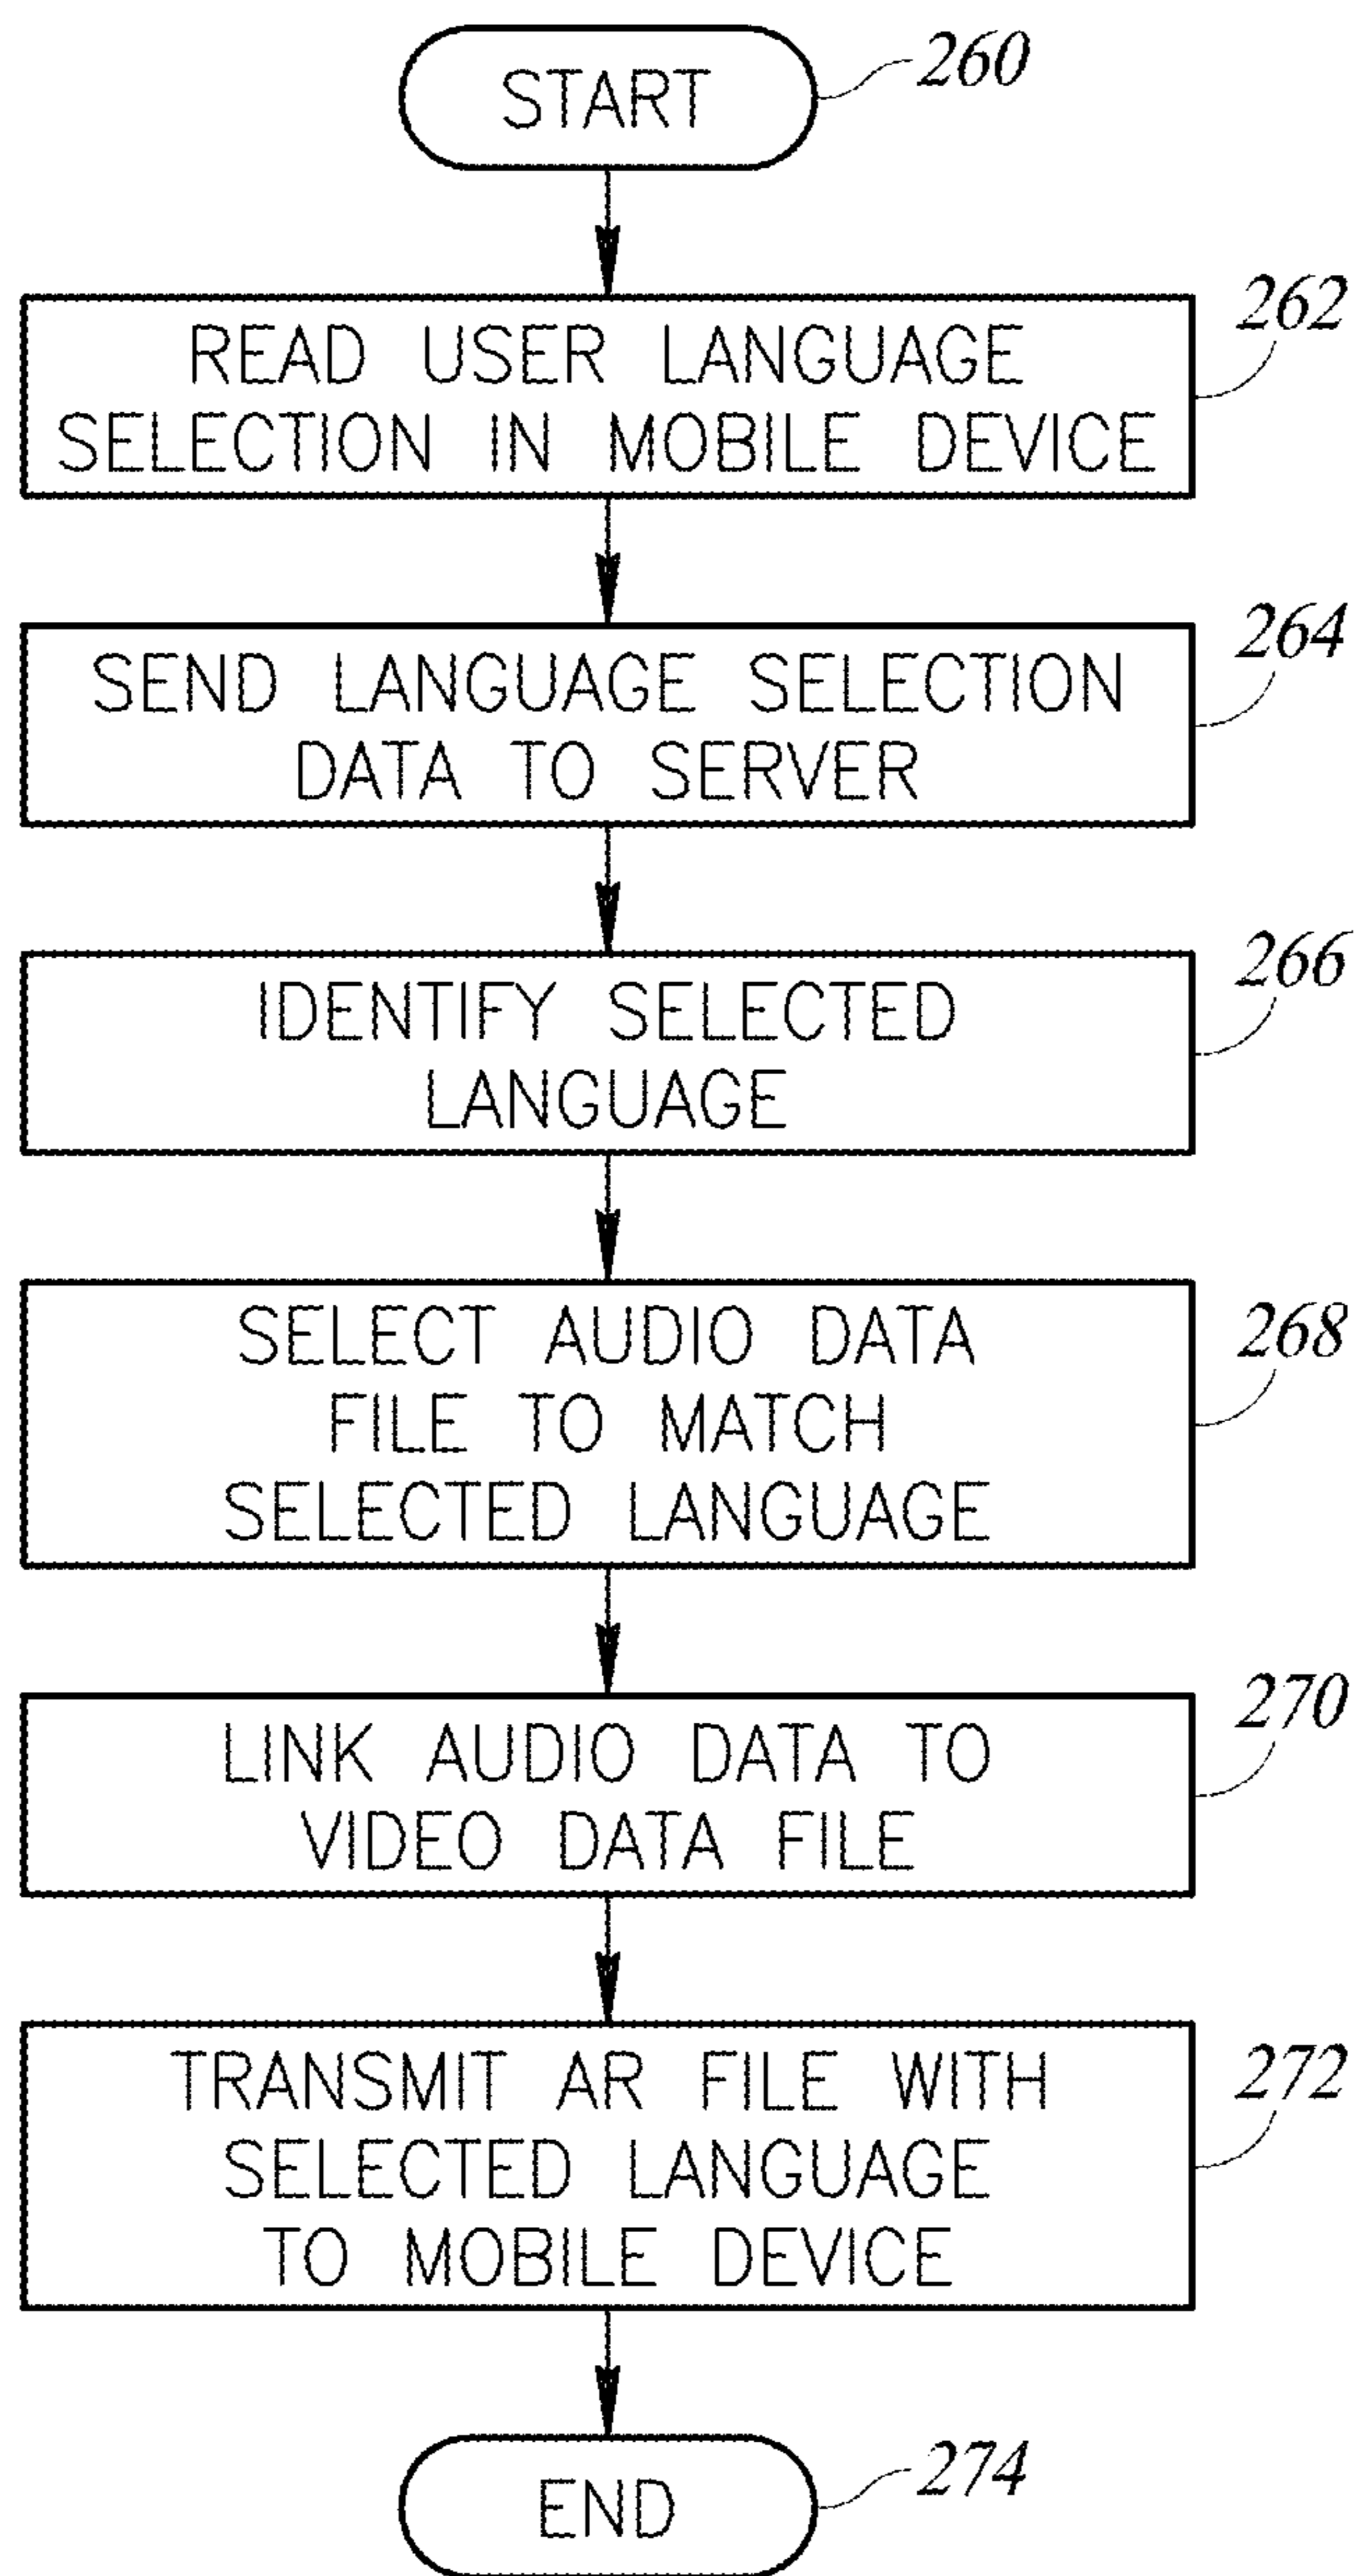 START
260
262
READ USER LANGUAGE
SELECTION IN MOBILE DEVICE
264
SEND LANGUAGE SELECTION
DATA TO SERVER
266
IDENTIFY SELECTED
LANGUAGE
268
SELECT AUDIO DATA
FILE TO MATCH
SELECTED LANGUAGE
270
LINK AUDIO DATA TO
VIDEO DATA FILE
272
TRANSMIT AR FILE WITH
SELECTED LANGUAGE
TO MOBILE DEVICE
274
END